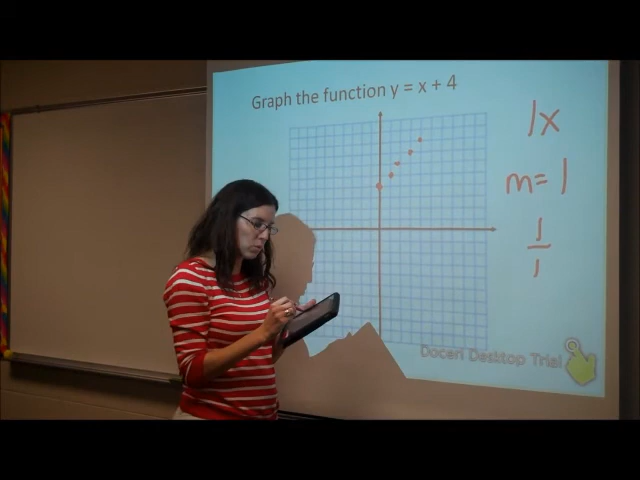 Graph the function y = x + 4
1x
m= 1
1
1
Doceri Desktop Trial